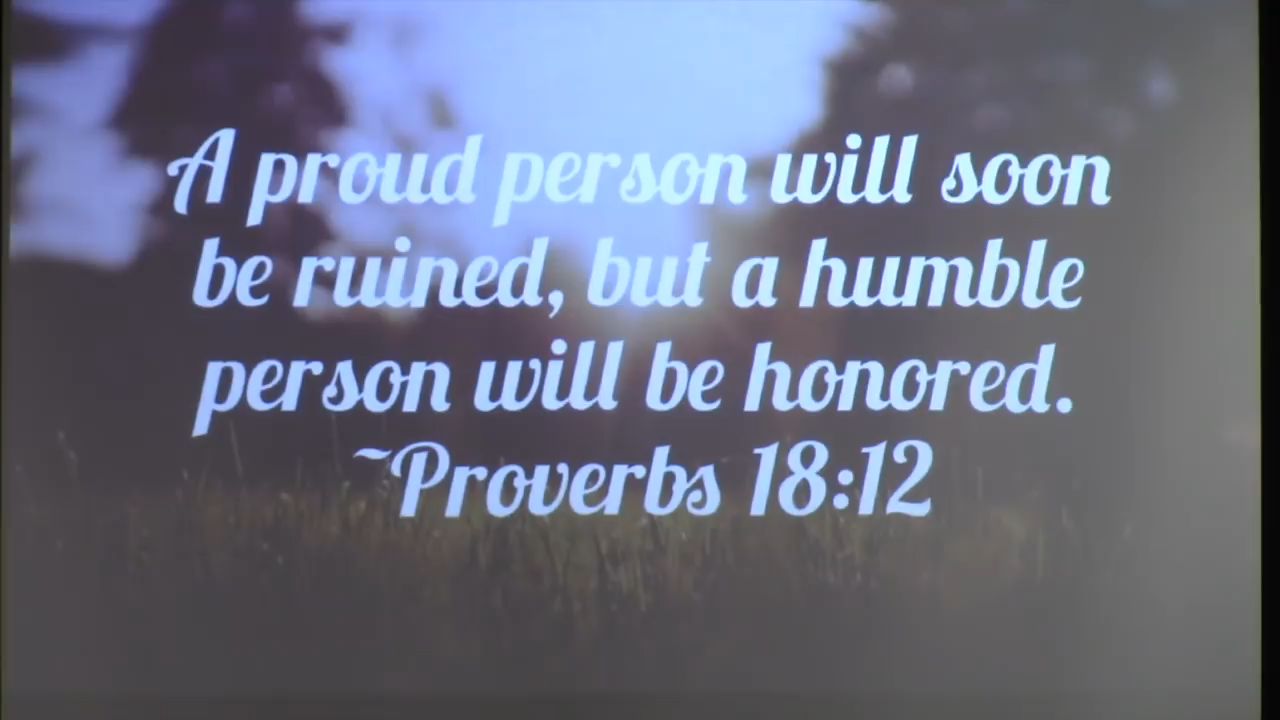 A proud person will soon
be ruined, but a humble
person will be honored.
~Proverbs 18:12